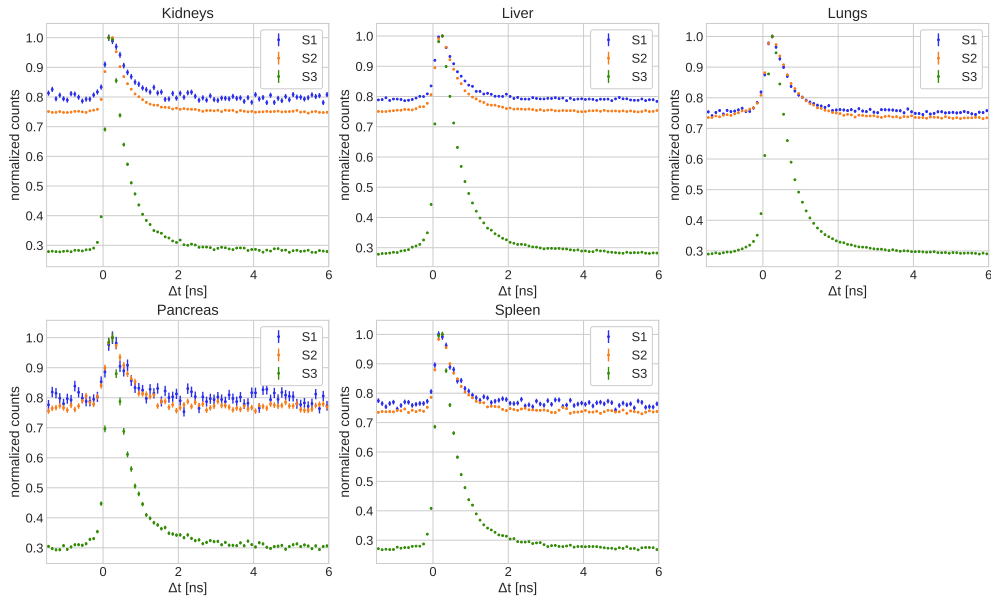 Kidneys
normalized counts
1.0
0.9
0.8
0.7
0.6
0.5
0.4
0.3
0
2
4
6
Δt [ns]
S1
S2
S3
Liver
normalized counts
1.0
0.9
0.8
0.7
0.6
0.5
0.4
0.3
0
2
4
6
Δt [ns]
S1
S2
S3
Lungs
normalized counts
1.0
0.9
0.8
0.7
0.6
0.5
0.4
0.3
0
2
4
6
Δt [ns]
S1
S2
S3
Pancreas
normalized counts
1.0
0.9
0.8
0.7
0.6
0.5
0.4
0.3
0
2
4
6
Δt [ns]
S1
S2
S3
Spleen
normalized counts
1.0
0.9
0.8
0.7
0.6
0.5
0.4
0.3
0
2
4
6
Δt [ns]
S1
S2
S3